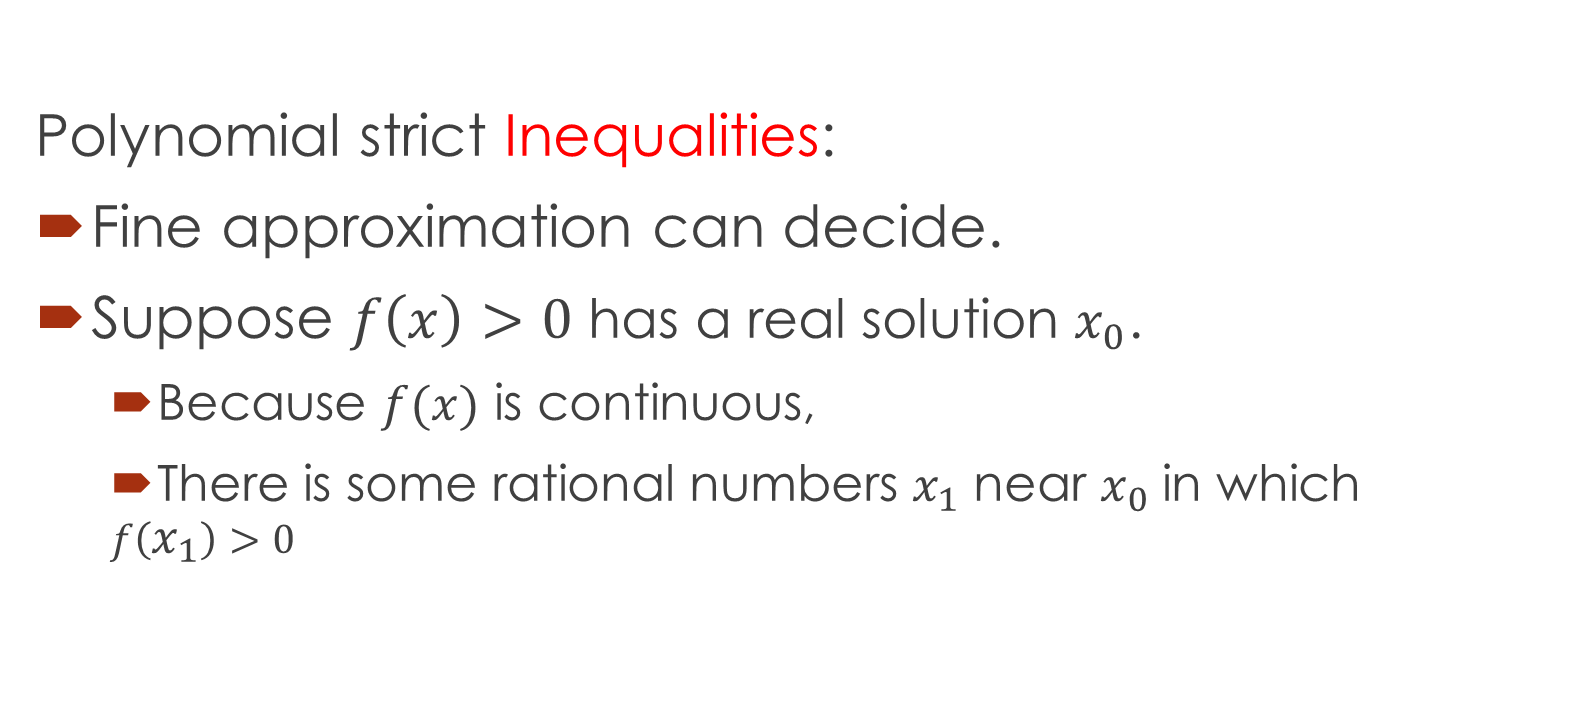 Polynomial strict Inequalities:
Fine approximation can decide.
Suppose 𝑓(𝑥) > 0 has a real solution 𝑥₀.
Because 𝑓(𝑥) is continuous,
There is some rational numbers 𝑥₁ near 𝑥₀ in which
𝑓(𝑥₁) > 0